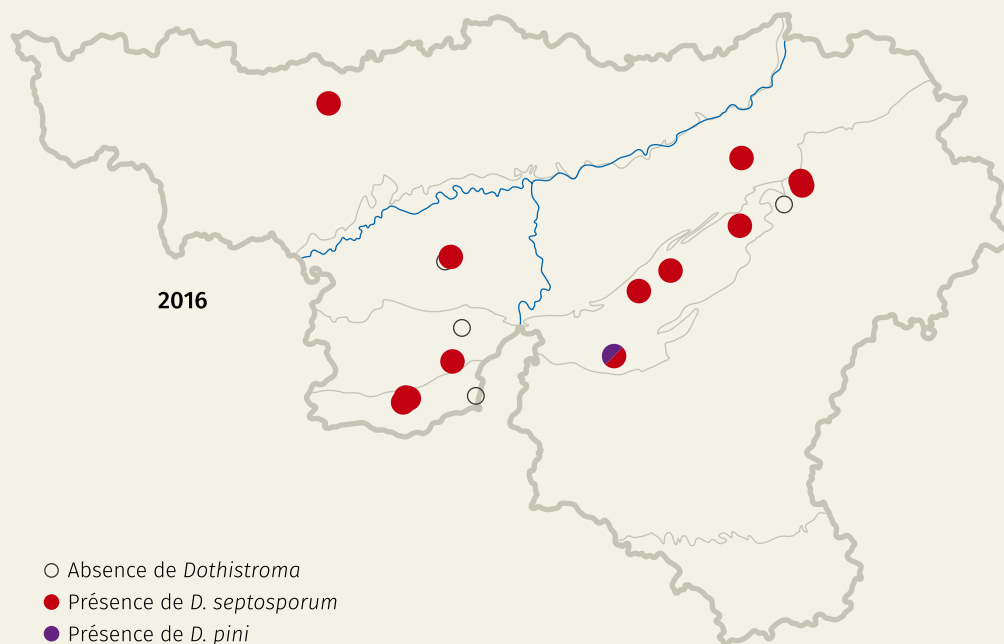 2016
Absence de Dothistroma
Présence de D. septosporum
Présence de D. pini